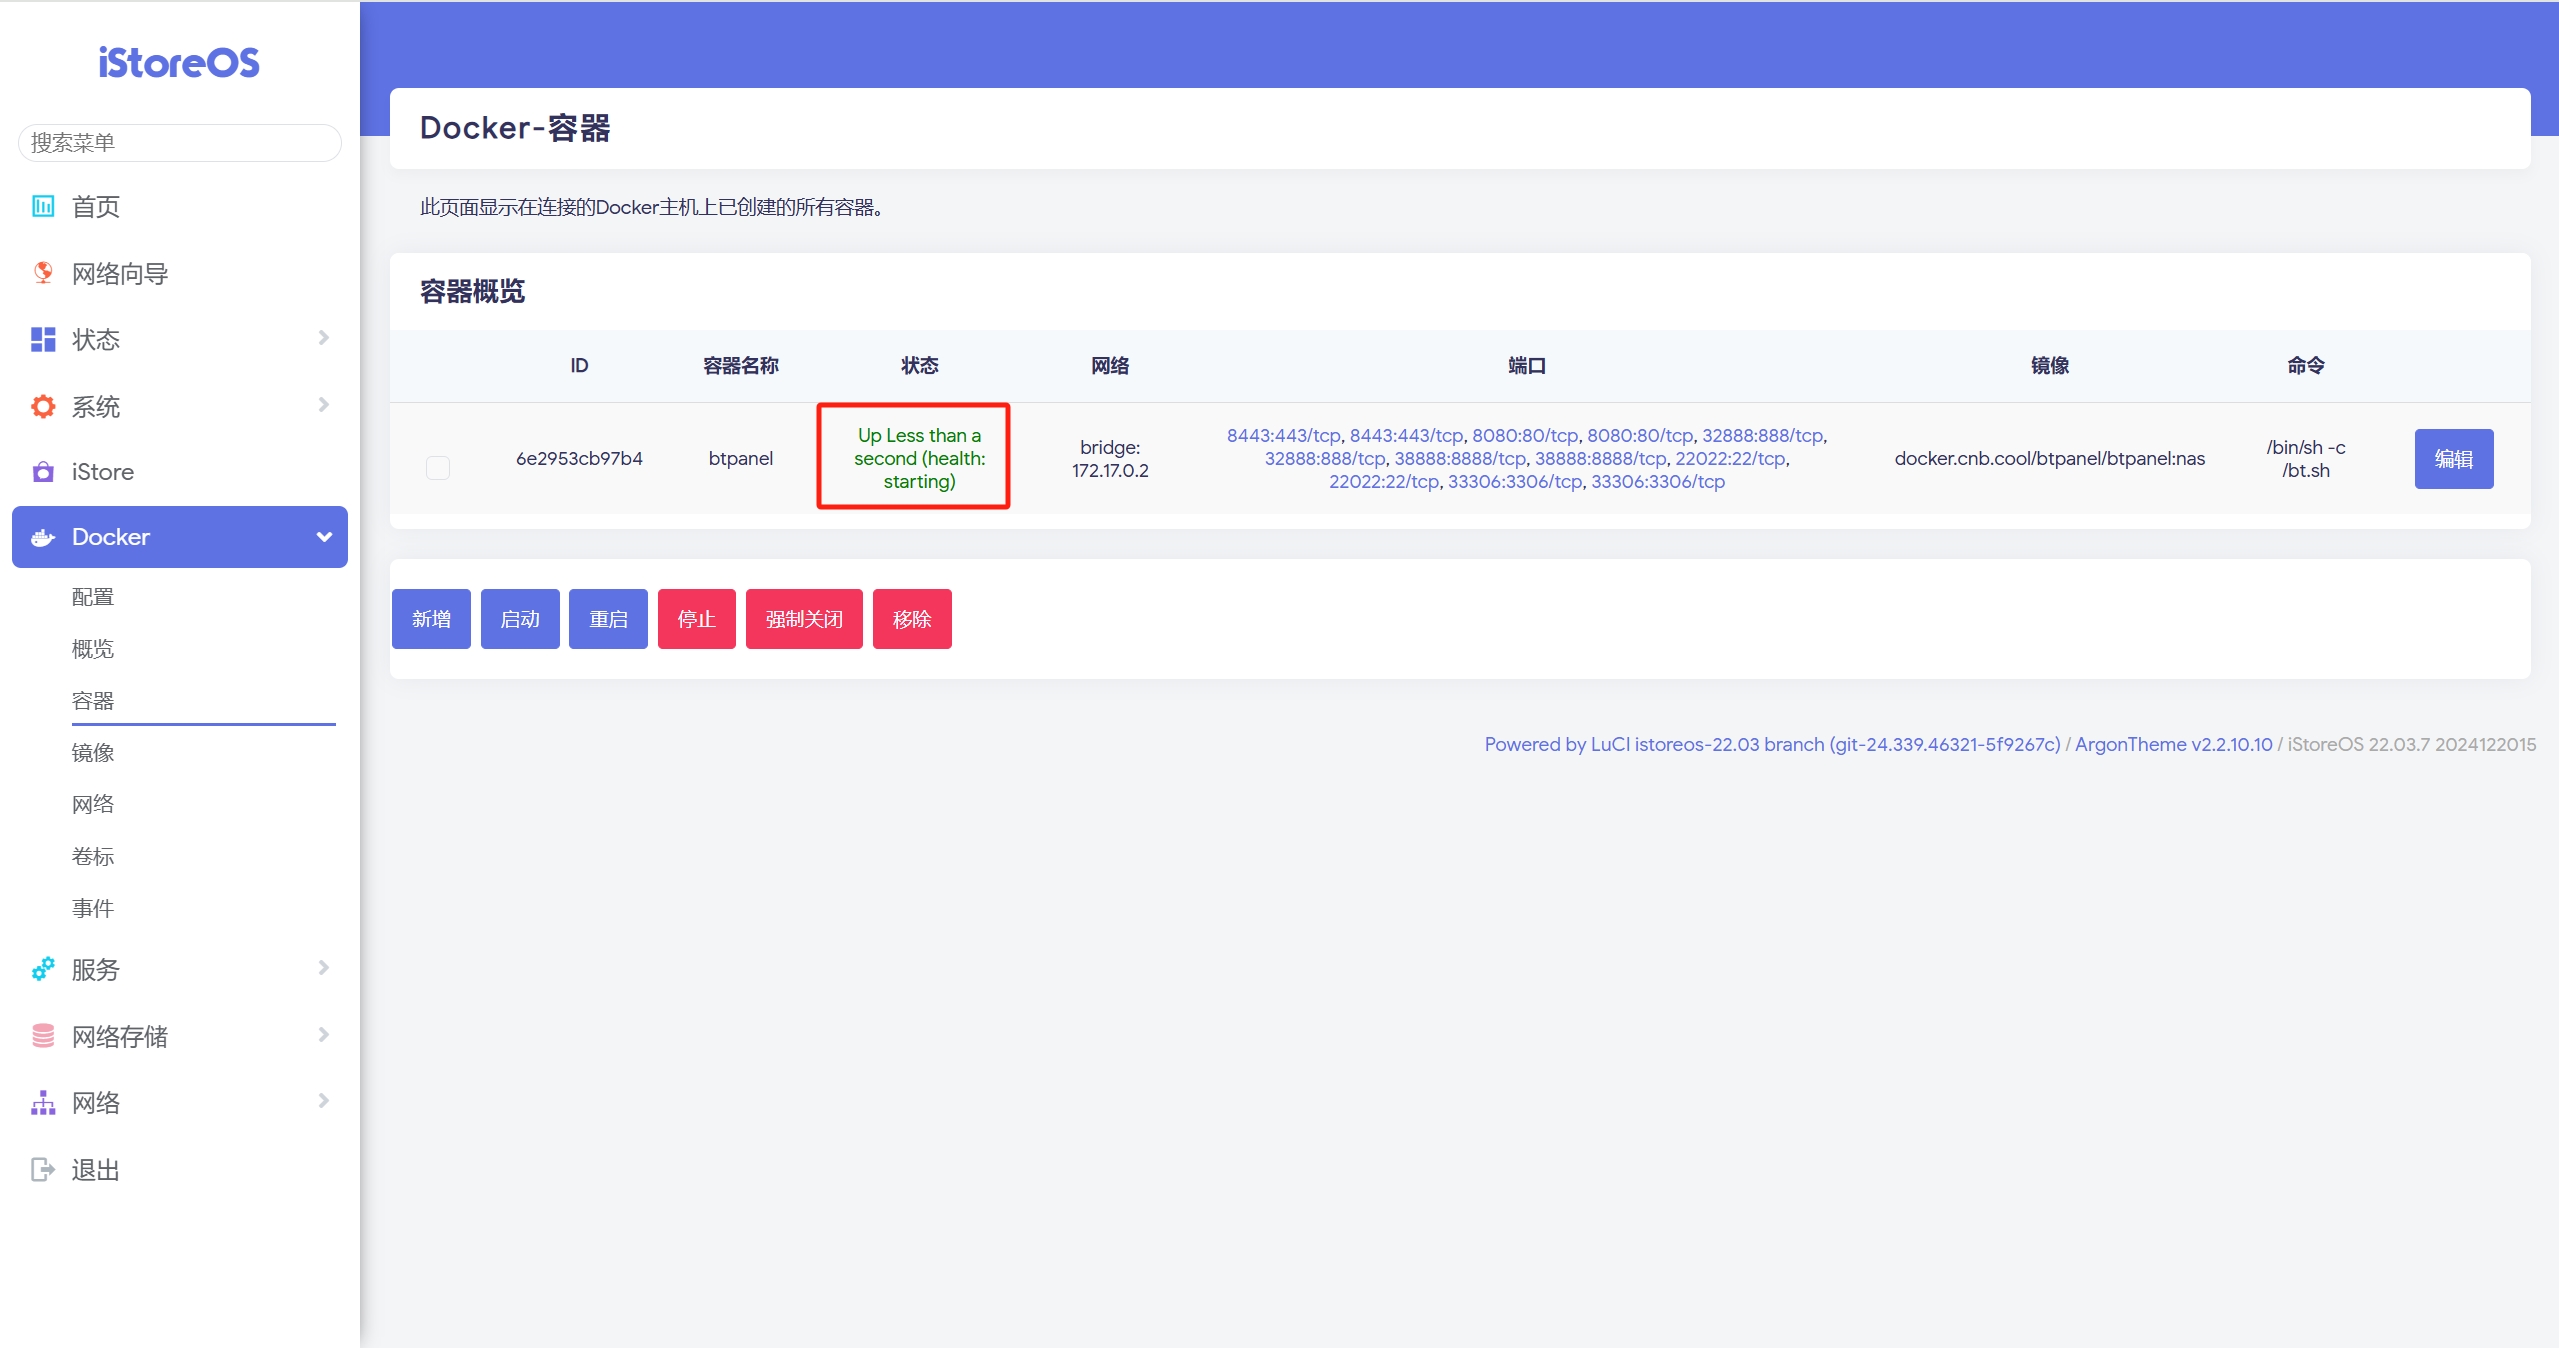 iStoreOS
搜索菜单
首页
网络向导
状态
系统
iStore
Docker
配置
概览
容器
镜像
网络
卷标
事件
服务
网络存储
网络
退出
Docker-容器
此页面显示在连接的Docker主机上已创建的所有容器。
容器概览
ID 容器名称 状态 网络 端口 镜像 命令
6e2953cb97b4
btpanel
Up Less than a
second (health:
starting)
bridge:
172.17.0.2
8443:443/tcp, 8443:443/tcp, 8080:80/tcp, 8080:80/tcp, 32888:888/tcp,
32888:888/tcp, 38888:8888/tcp, 38888:8888/tcp, 22022:22/tcp,
22022:22/tcp, 33306:3306/tcp, 33306:3306/tcp
docker.cnb.cool/btpanel/btpanel:nas
/bin/sh -c
/bt.sh
编辑
新增 启动 重启 停止 强制关闭 移除
Powered by LuCI istoreos-22.03 branch (git-24.339.46321-5f9267c) / ArgonTheme v2.2.10.10 / iStoreOS 22.03.7 2024122015